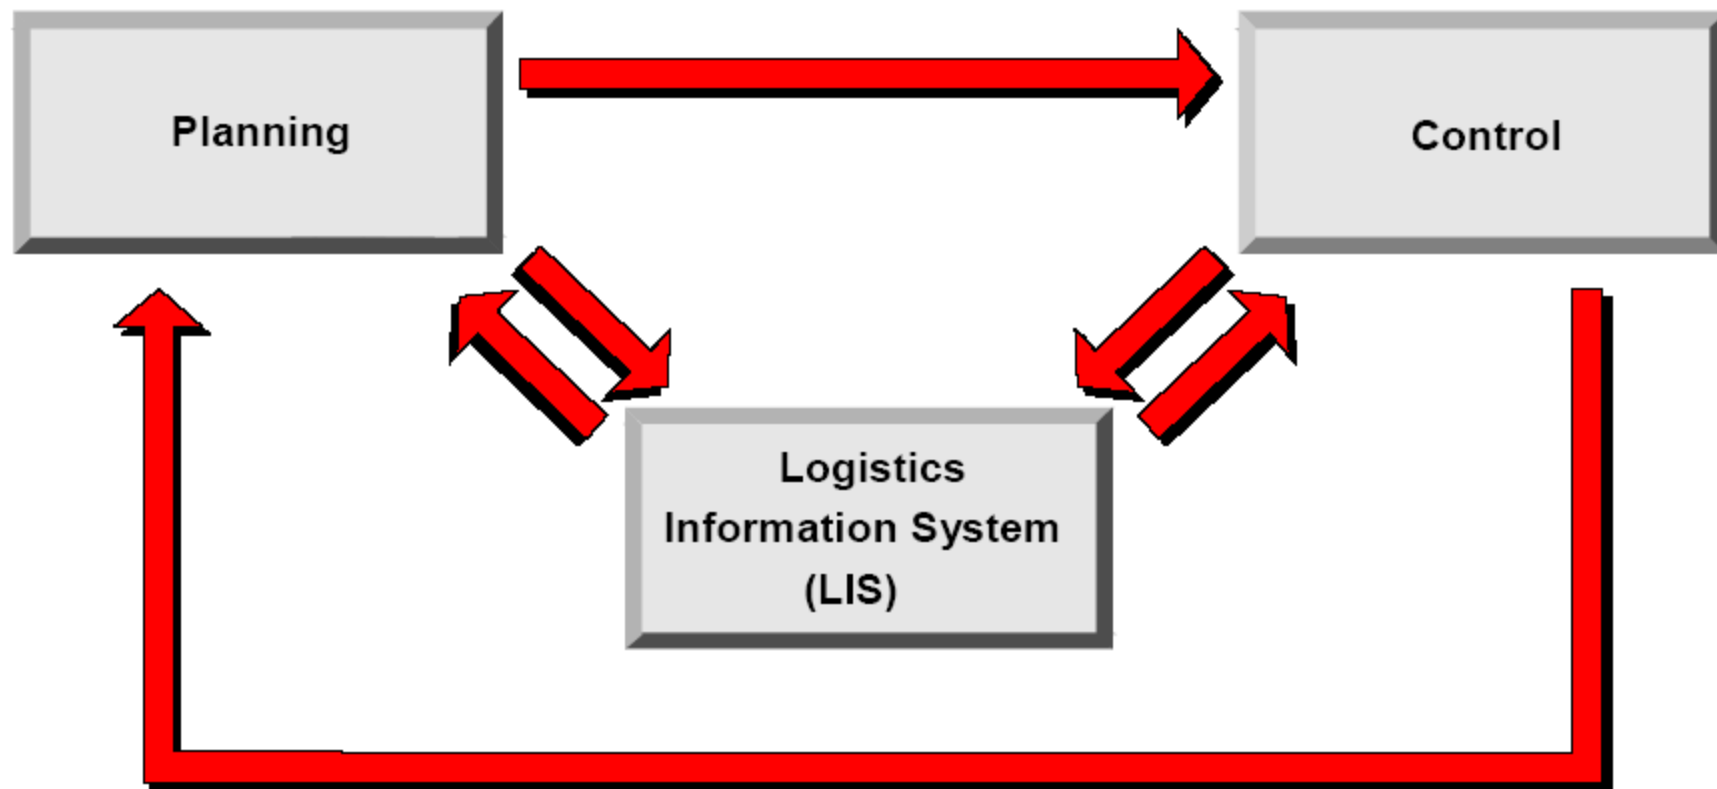 Planning
Control
Logistics
Information System
(LIS)